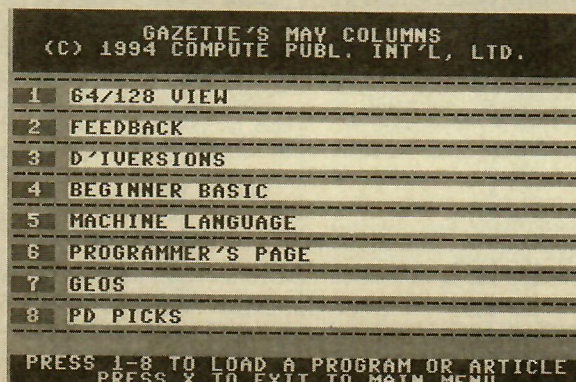 GAZETTE'S MAY COLUMNS
(C) 1994 COMPUTE PUBL. INT'L, LTD.
1 64/128 VIEW
2 FEEDBACK
3 D'IVERSIONS
4 BEGINNER BASIC
5 MACHINE LANGUAGE
6 PROGRAMMER'S PAGE
7 GEOS
8 PD PICKS
PRESS 1-8 TO LOAD A PROGRAM OR ARTICLE
PRESS X TO EXIT TO MAIN MENU